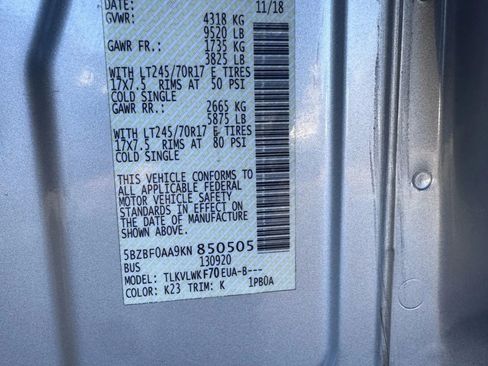 DATE: 11/18
GVWR: 4318 KG
9520 LB
GAWR FR.: 1735 KG
3825 LB
WITH LT245/70R17 E TIRES
17X7.5 RIMS AT 50 PSI
COLD SINGLE
GAWR RR.: 2665 KG
5875 LB
WITH LT245/70R17 E TIRES
17X7.5 RIMS AT 80 PSI
COLD SINGLE
THIS VEHICLE CONFORMS TO
ALL APPLICABLE FEDERAL
MOTOR VEHICLE SAFETY
STANDARDS IN EFFECT ON THE
DATE OF MANUFACTURE
5BZBF0AA9KN 850505
BUS 130920
MODEL: TLKVLWKF70EUA-B---
COLOR: K23 TRIM: K 1PB0A